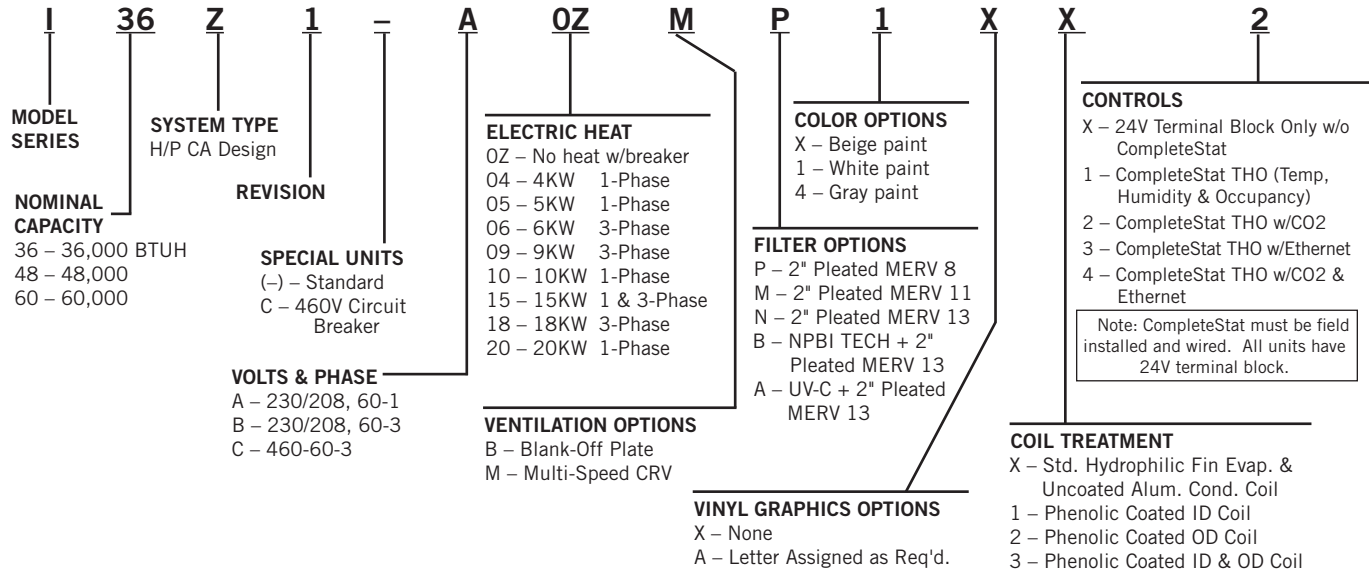 I 36 Z 1 – A 0Z M P 1 X X 2
MODEL
SERIES
SYSTEM TYPE
H/P CA Design
NOMINAL
CAPACITY
36 – 36,000 BTUH
48 – 48,000
60 – 60,000
REVISION
SPECIAL UNITS
(–) – Standard
C – 460V Circuit
Breaker
VOLTS & PHASE
A – 230/208, 60-1
B – 230/208, 60-3
C – 460-60-3
ELECTRIC HEAT
0Z – No heat w/breaker
04 – 4KW 1-Phase
05 – 5KW 1-Phase
06 – 6KW 3-Phase
09 – 9KW 3-Phase
10 – 10KW 1-Phase
15 – 15KW 1 & 3-Phase
18 – 18KW 3-Phase
20 – 20KW 1-Phase
VENTILATION OPTIONS
B – Blank-Off Plate
M – Multi-Speed CRV
COLOR OPTIONS
X – Beige paint
1 – White paint
4 – Gray paint
FILTER OPTIONS
P – 2" Pleated MERV 8
M – 2" Pleated MERV 11
N – 2" Pleated MERV 13
B – NPBI TECH + 2"
Pleated MERV 13
A – UV-C + 2" Pleated
MERV 13
VINYL GRAPHICS OPTIONS
X – None
A – Letter Assigned as Req'd.
CONTROLS
X – 24V Terminal Block Only w/o
CompleteStat
1 – CompleteStat THO (Temp,
Humidity & Occupancy)
2 – CompleteStat THO w/CO2
3 – CompleteStat THO w/Ethernet
4 – CompleteStat THO w/CO2 &
Ethernet
Note: CompleteStat must be field
installed and wired. All units have
24V terminal block.
COIL TREATMENT
X – Std. Hydrophilic Fin Evap. &
Uncoated Alum. Cond. Coil
1 – Phenolic Coated ID Coil
2 – Phenolic Coated OD Coil
3 – Phenolic Coated ID & OD Coil